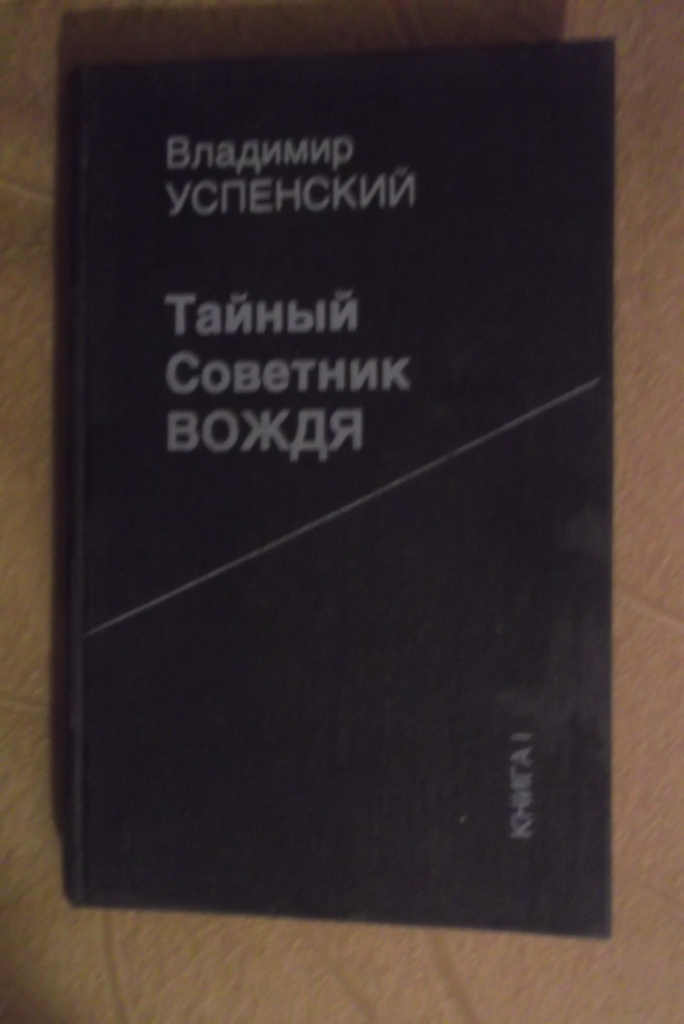 Владимир
УСПЕНСКИЙ
Тайный
Советник
ВОЖДЯ
КНИГА I